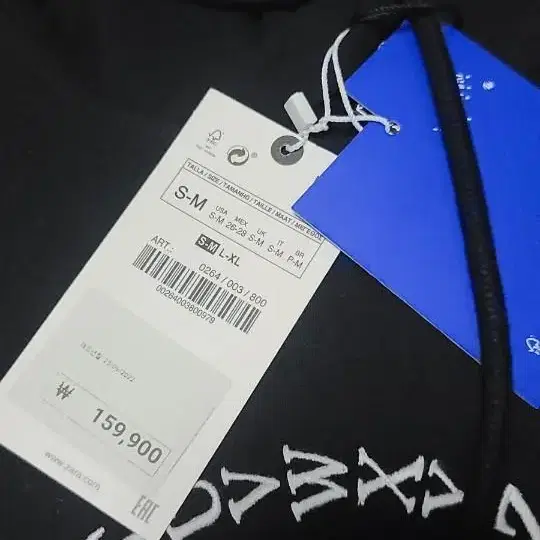 TALLA / SIZE / TAMANHO / TAILLE / MAAT / ΜΕΓΕΘΟΣ
S-M
USA MEX UK IT BR
S-M 26-28 S-M S-M P-M
S-M L-XL
ART.:
0264 / 003 / 800
00264003800979
₩ 159,900
www.zara.com
EAC
V W X Y Z